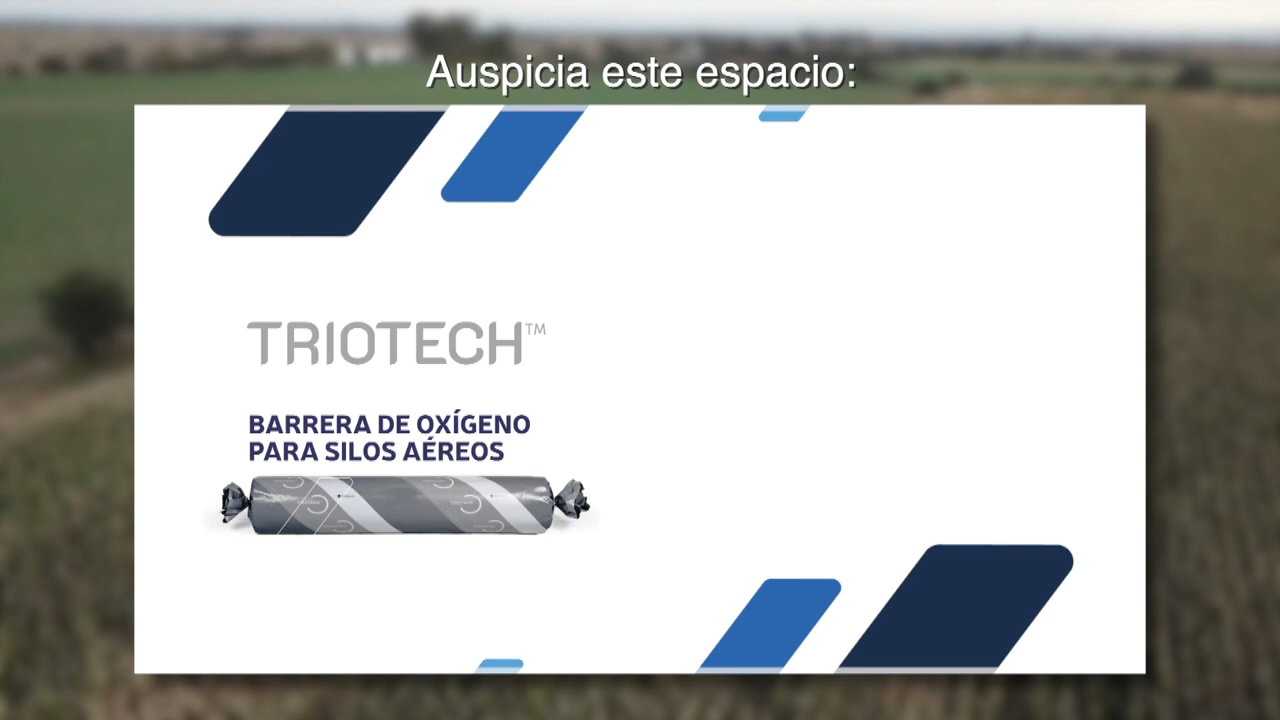 Auspicia este espacio:
TRIOTECH™
BARRERA DE OXÍGENO
PARA SILOS AÉREOS